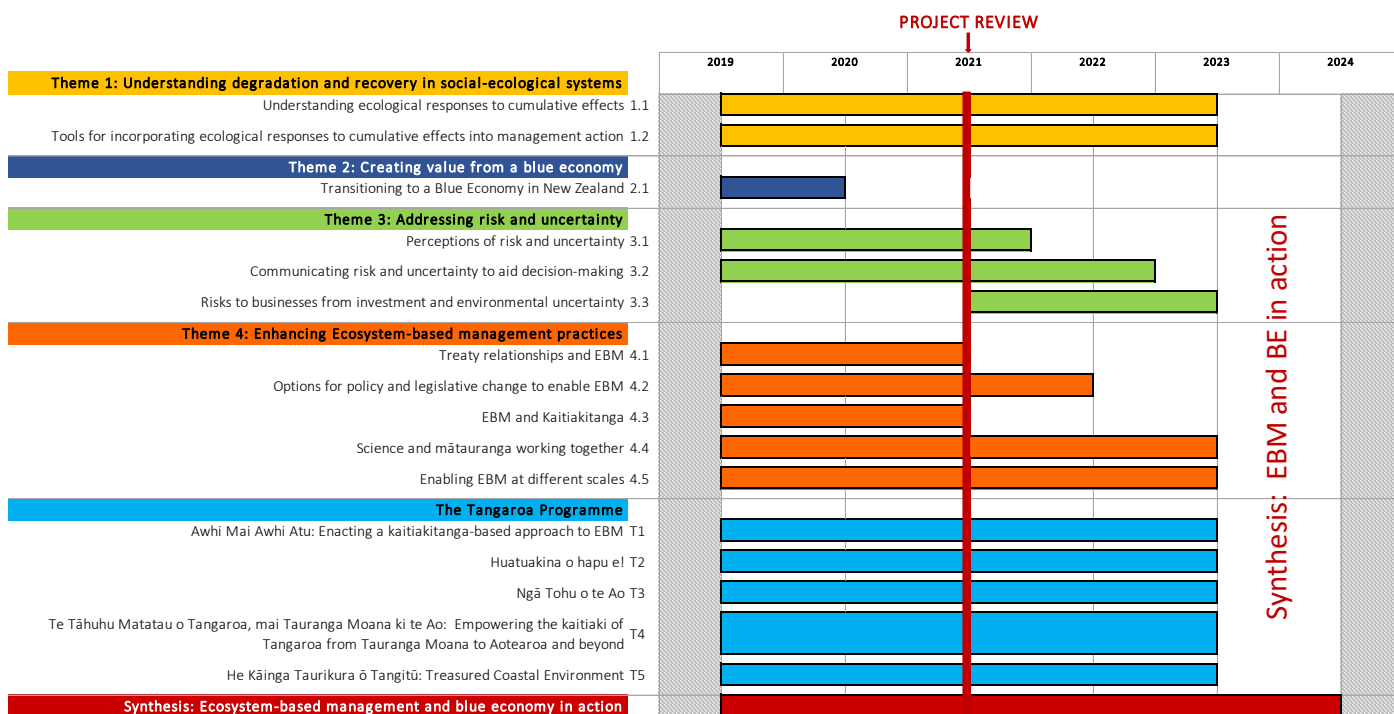 PROJECT REVIEW
2019 2020 2021 2022 2023 2024
Theme 1: Understanding degradation and recovery in social-ecological systems
Understanding ecological responses to cumulative effects 1.1
Tools for incorporating ecological responses to cumulative effects into management action 1.2
Theme 2: Creating value from a blue economy
Transitioning to a Blue Economy in New Zealand 2.1
Theme 3: Addressing risk and uncertainty
Perceptions of risk and uncertainty 3.1
Communicating risk and uncertainty to aid decision-making 3.2
Risks to businesses from investment and environmental uncertainty 3.3
Theme 4: Enhancing Ecosystem-based management practices
Treaty relationships and EBM 4.1
Options for policy and legislative change to enable EBM 4.2
EBM and Kaitiakitanga 4.3
Science and mātauranga working together 4.4
Enabling EBM at different scales 4.5
The Tangaroa Programme
Awhi Mai Awhi Atu: Enacting a kaitiakitanga-based approach to EBM T1
Huatuakina o hapu e! T2
Ngā Tohu o te Ao T3
Te Tāhuhu Matatau o Tangaroa, mai Tauranga Moana ki te Ao: Empowering the kaitiaki of
Tangaroa from Tauranga Moana to Aotearoa and beyond T4
He Kāinga Taurikura ō Tangitū: Treasured Coastal Environment T5
Synthesis: Ecosystem-based management and blue economy in action
Synthesis: EBM and BE in action